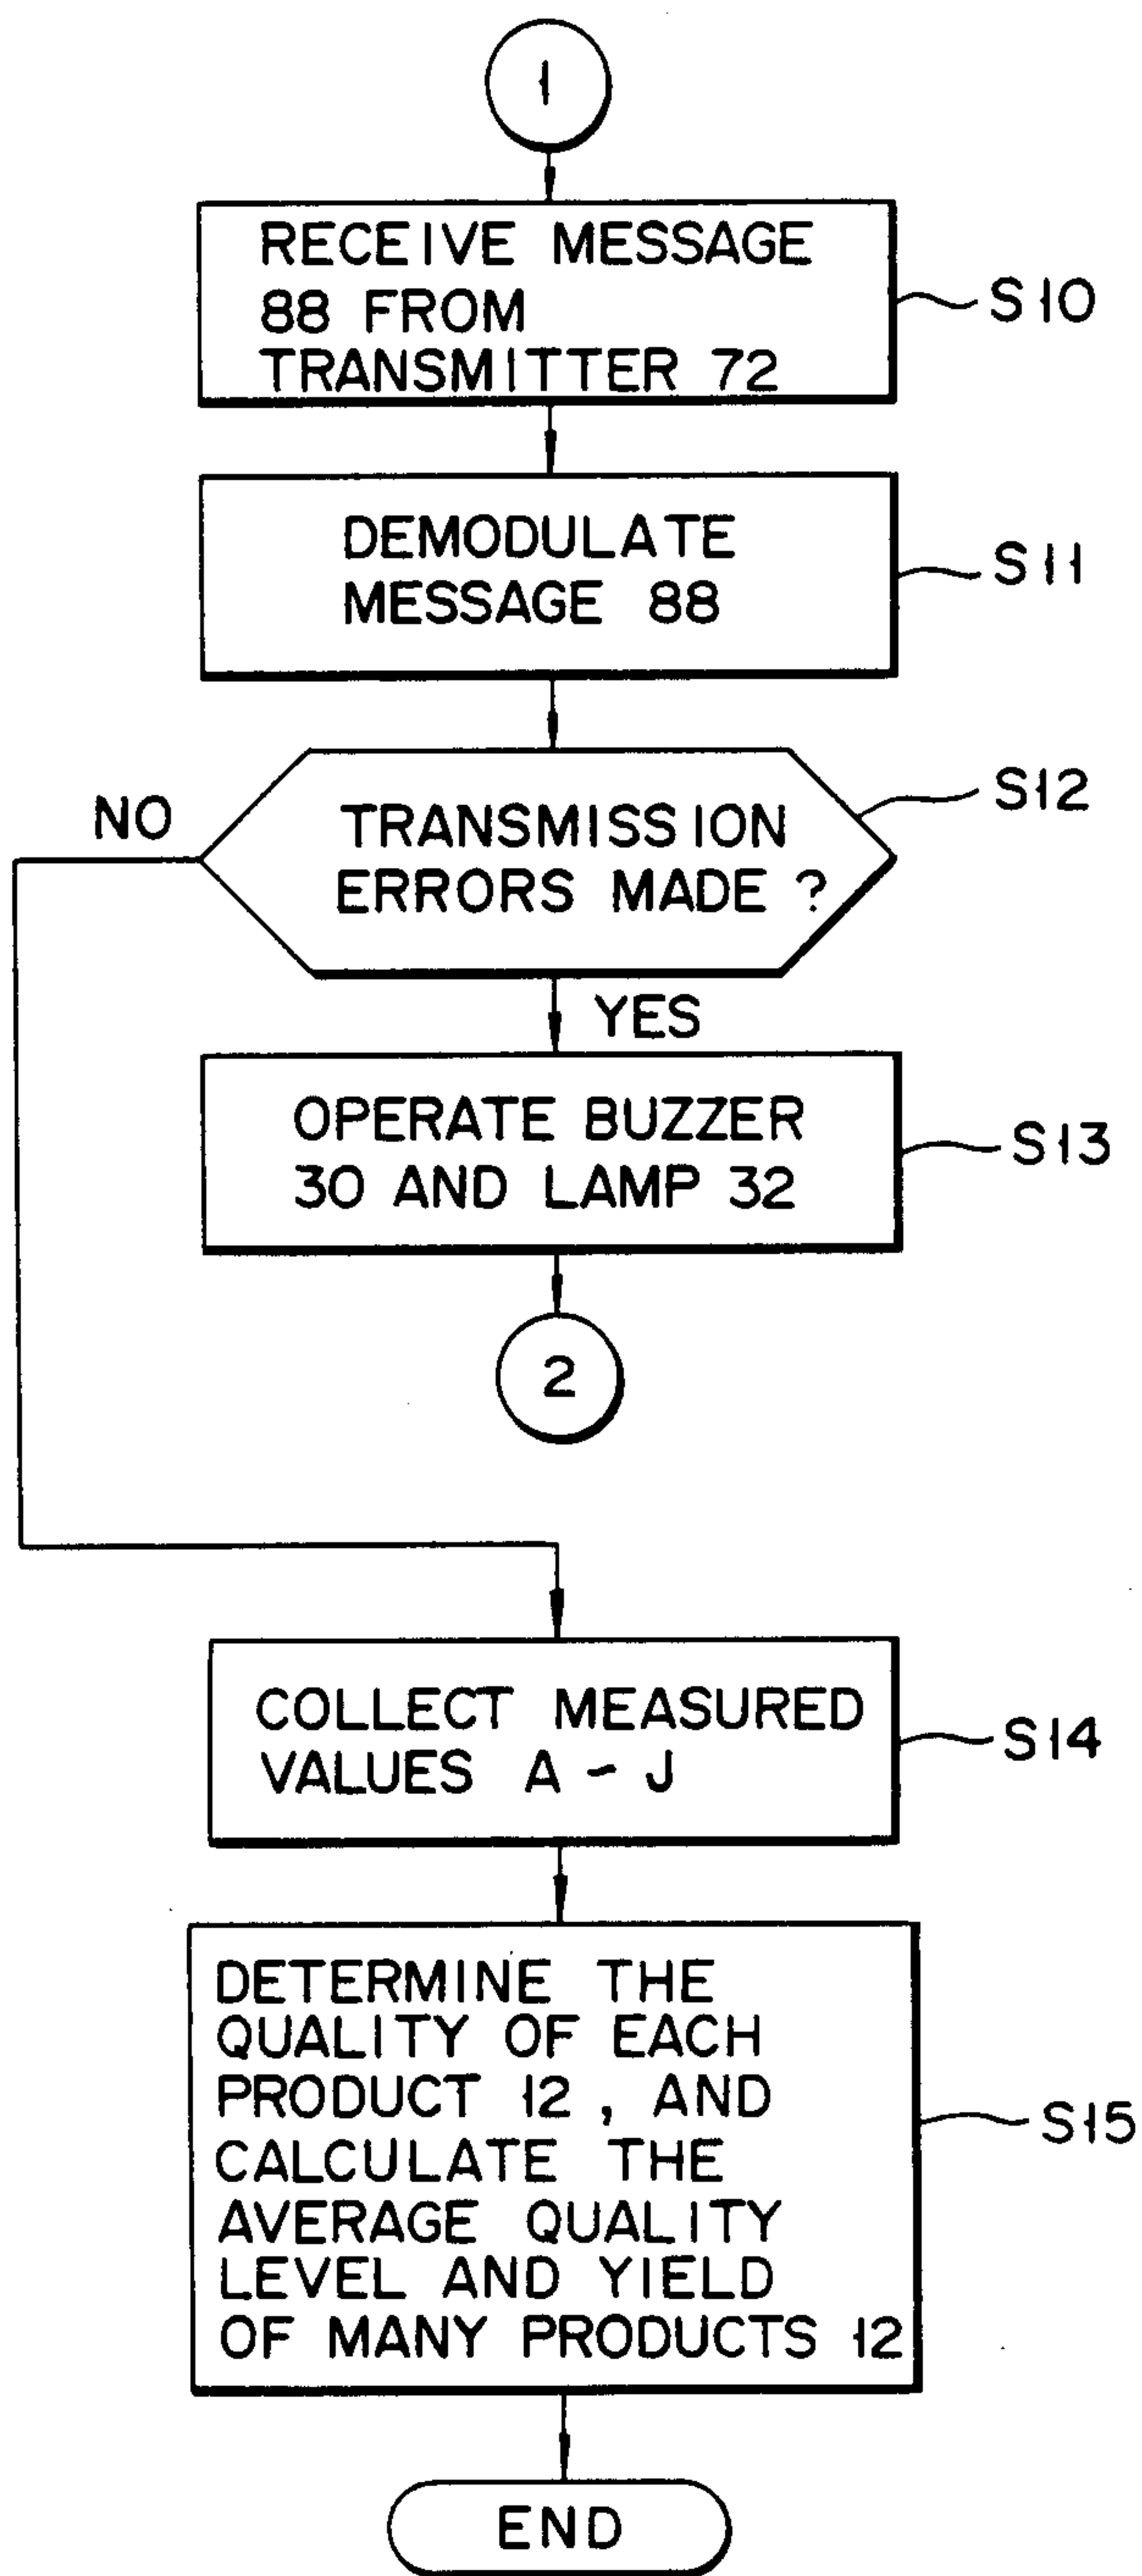 1
RECEIVE MESSAGE
88 FROM
TRANSMITTER 72
S10
DEMODULATE
MESSAGE 88
S11
NO
TRANSMISSION
ERRORS MADE ?
S12
YES
OPERATE BUZZER
30 AND LAMP 32
S13
2
COLLECT MEASURED
VALUES A - J
S14
DETERMINE THE
QUALITY OF EACH
PRODUCT 12 , AND
CALCULATE THE
AVERAGE QUALITY
LEVEL AND YIELD
OF MANY PRODUCTS 12
S15
END